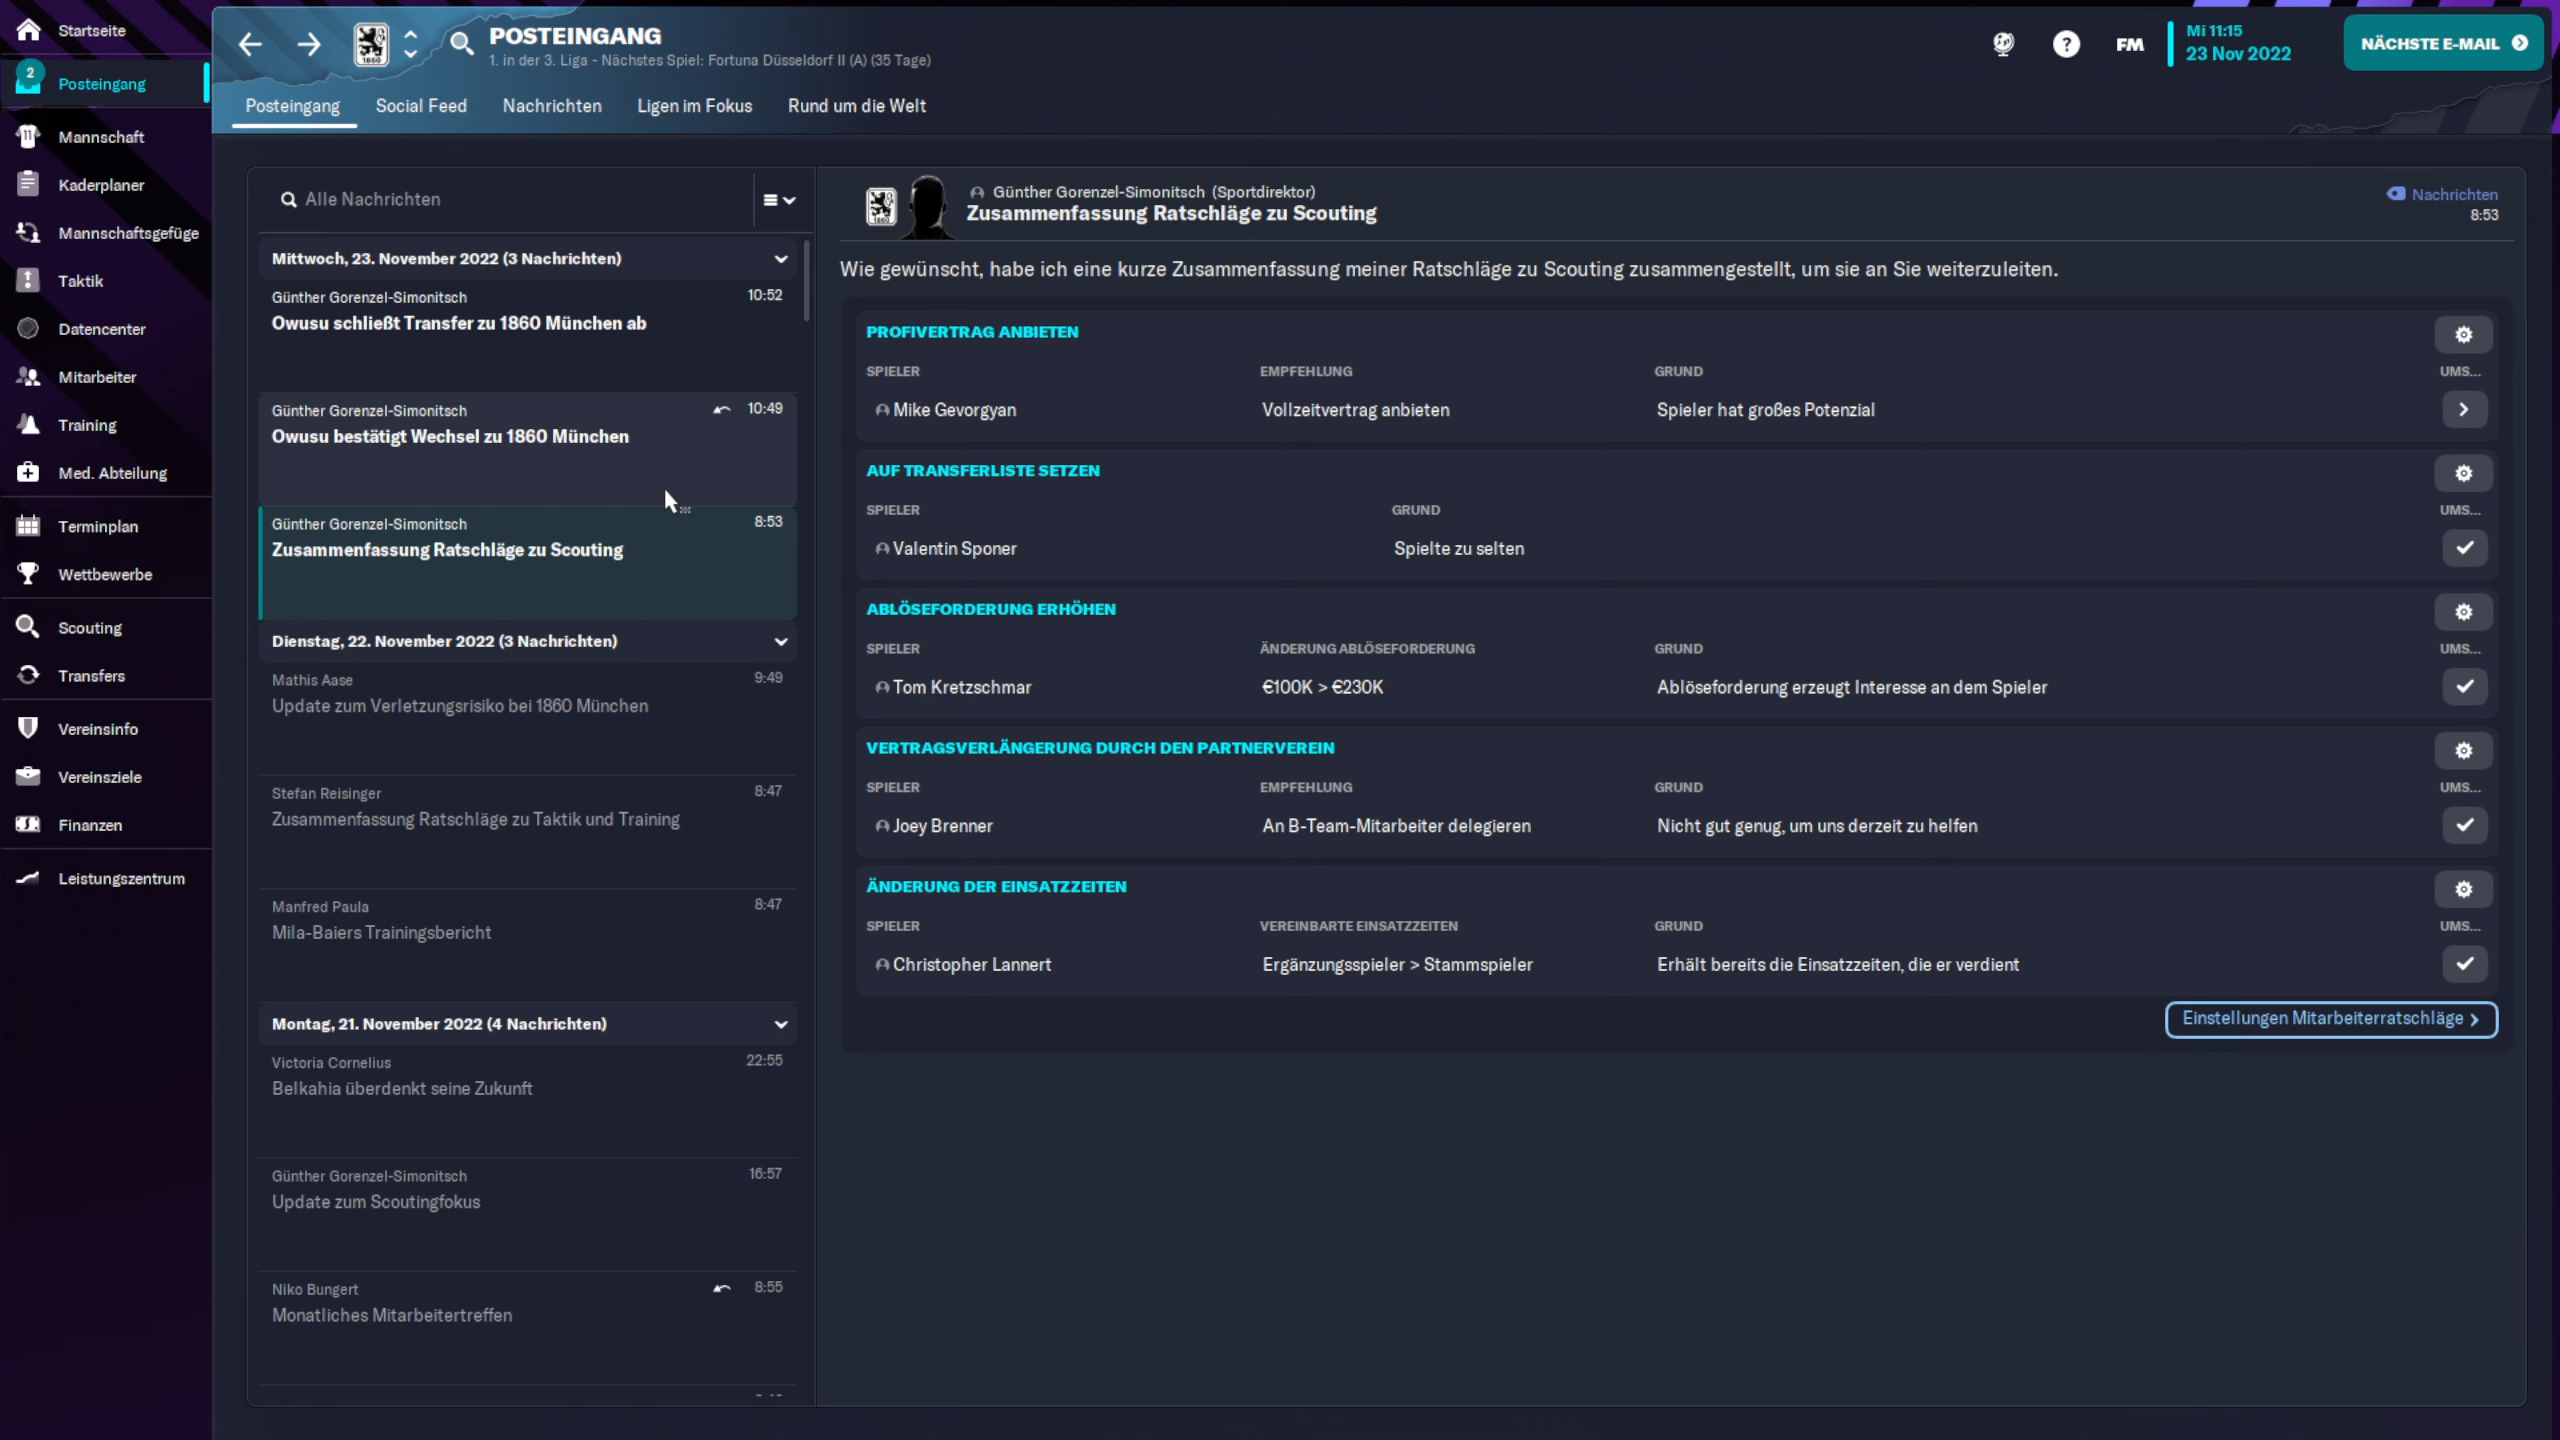 Startseite
2
Posteingang
Mannschaft
Kaderplaner
Mannschaftsgefüge
Taktik
Datencenter
Mitarbeiter
Training
Med. Abteilung
Terminplan
Wettbewerbe
Scouting
Transfers
Vereinsinfo
Vereinsziele
Finanzen
Leistungszentrum
POSTEINGANG
1. in der 3. Liga - Nächstes Spiel: Fortuna Düsseldorf II (A) (35 Tage)
FM
Mi 11:15
23 Nov 2022
NÄCHSTE E-MAIL
Posteingang Social Feed Nachrichten Ligen im Fokus Rund um die Welt
Alle Nachrichten
Mittwoch, 23. November 2022 (3 Nachrichten)
Günther Gorenzel-Simonitsch 10:52
Owusu schließt Transfer zu 1860 München ab
Günther Gorenzel-Simonitsch 10:49
Owusu bestätigt Wechsel zu 1860 München
Günther Gorenzel-Simonitsch 8:53
Zusammenfassung Ratschläge zu Scouting
Dienstag, 22. November 2022 (3 Nachrichten)
Mathis Aase 9:49
Update zum Verletzungsrisiko bei 1860 München
Stefan Reisinger 8:47
Zusammenfassung Ratschläge zu Taktik und Training
Manfred Paula 8:47
Mila-Baiers Trainingsbericht
Montag, 21. November 2022 (4 Nachrichten)
Victoria Cornelius 22:55
Belkahia überdenkt seine Zukunft
Günther Gorenzel-Simonitsch 16:57
Update zum Scoutingfokus
Niko Bungert 8:55
Monatliches Mitarbeitertreffen
Günther Gorenzel-Simonitsch (Sportdirektor)
Zusammenfassung Ratschläge zu Scouting
Nachrichten
8:53
Wie gewünscht, habe ich eine kurze Zusammenfassung meiner Ratschläge zu Scouting zusammengestellt, um sie an Sie weiterzuleiten.
PROFIVERTRAG ANBIETEN
SPIELER EMPFEHLUNG GRUND UMS...
Mike Gevorgyan Vollzeitvertrag anbieten Spieler hat großes Potenzial
AUF TRANSFERLISTE SETZEN
SPIELER GRUND UMS...
Valentin Sponer Spielte zu selten
ABLÖSEFORDERUNG ERHÖHEN
SPIELER ÄNDERUNG ABLÖSEFORDERUNG GRUND UMS...
Tom Kretzschmar €100K > €230K Ablöseforderung erzeugt Interesse an dem Spieler
VERTRAGSVERLÄNGERUNG DURCH DEN PARTNERVEREIN
SPIELER EMPFEHLUNG GRUND UMS...
Joey Brenner An B-Team-Mitarbeiter delegieren Nicht gut genug, um uns derzeit zu helfen
ÄNDERUNG DER EINSATZZEITEN
SPIELER VEREINBARTE EINSATZZEITEN GRUND UMS...
Christopher Lannert Ergänzungsspieler > Stammspieler Erhält bereits die Einsatzzeiten, die er verdient
Einstellungen Mitarbeiterratschläge >